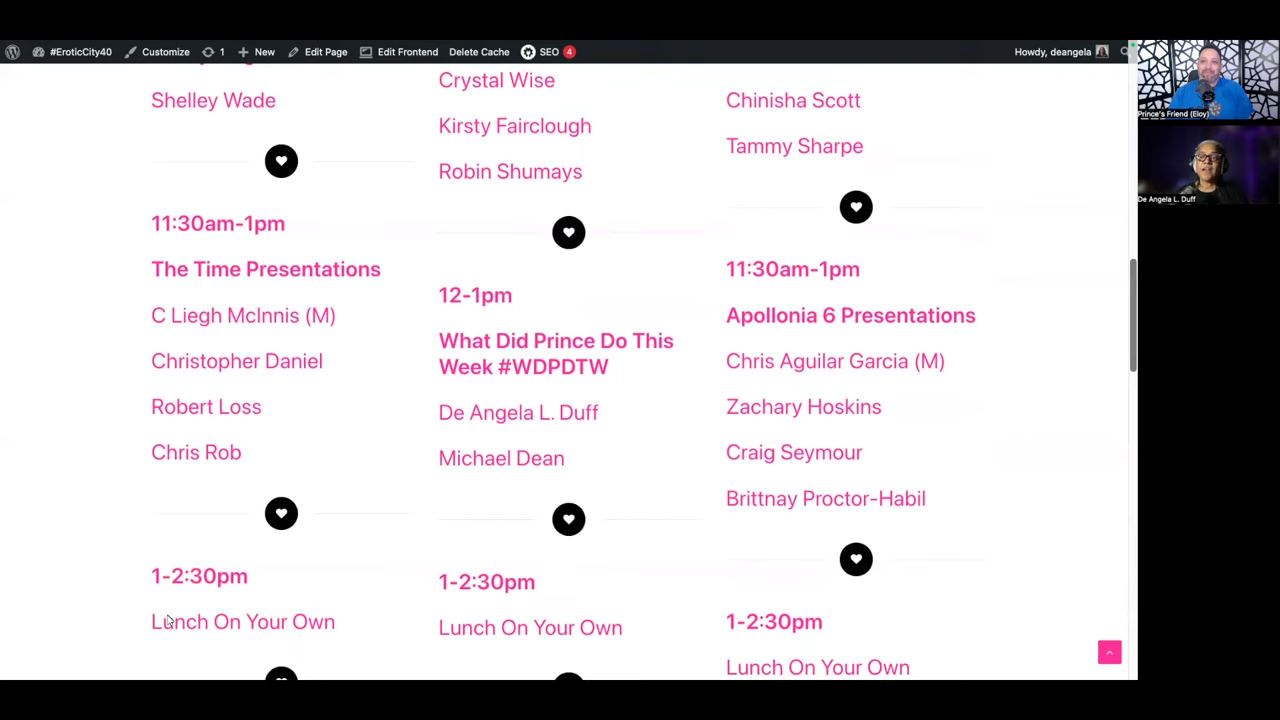 #EroticCity40
Customize
1
New
Edit Page
Edit Frontend
Delete Cache
SEO
4
Howdy, deangela
Prince's Friend (Eloy)
De Angela L. Duff
Shelley Wade
11:30am-1pm
The Time Presentations
C Liegh McInnis (M)
Christopher Daniel
Robert Loss
Chris Rob
1-2:30pm
Lunch On Your Own
Crystal Wise
Kirsty Fairclough
Robin Shumays
12-1pm
What Did Prince Do This
Week #WDPDTW
De Angela L. Duff
Michael Dean
1-2:30pm
Lunch On Your Own
Chinisha Scott
Tammy Sharpe
11:30am-1pm
Apollonia 6 Presentations
Chris Aguilar Garcia (M)
Zachary Hoskins
Craig Seymour
Brittnay Proctor-Habil
1-2:30pm
Lunch On Your Own